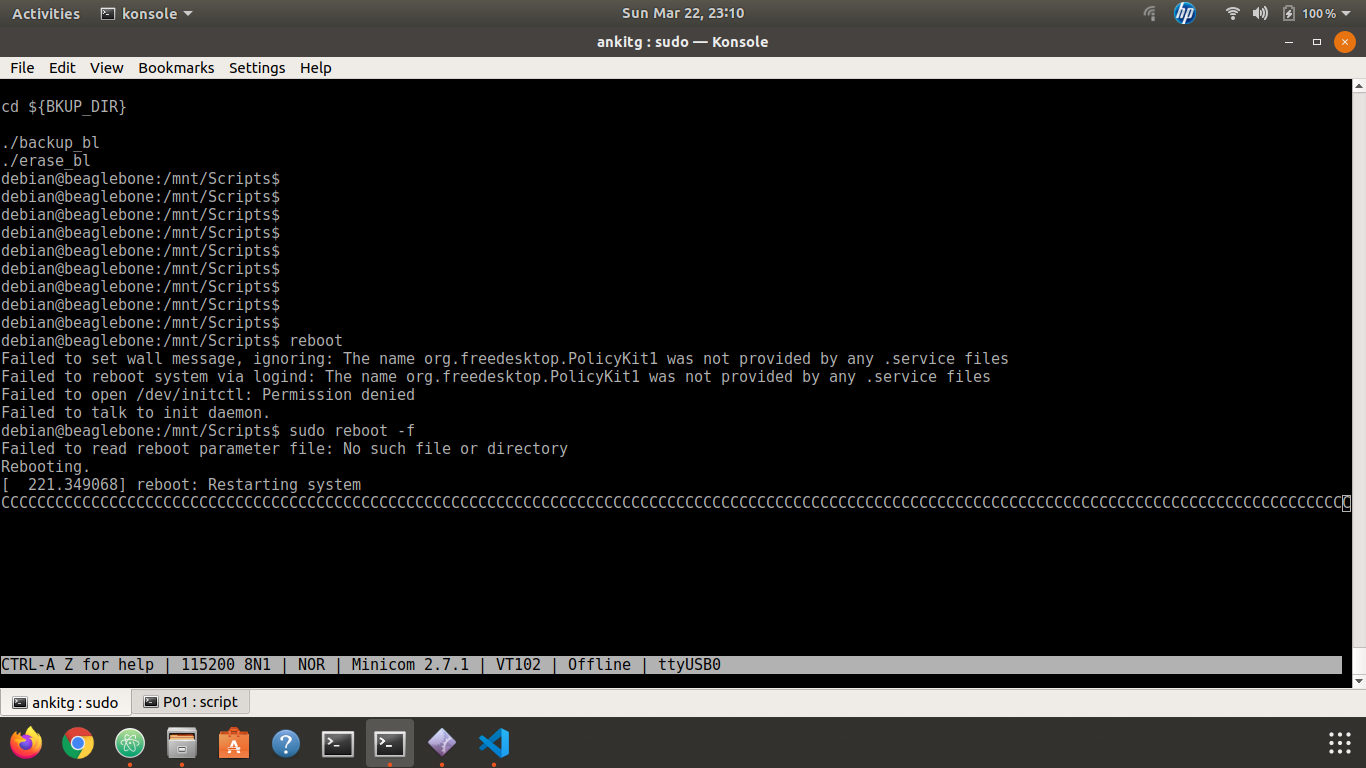 Activities
konsole
Sun Mar 22, 23:10
hp
100 %
ankitg : sudo — Konsole
File Edit View Bookmarks Settings Help
cd ${BKUP_DIR}
./backup_bl
./erase_bl
debian@beaglebone:/mnt/Scripts$
debian@beaglebone:/mnt/Scripts$
debian@beaglebone:/mnt/Scripts$
debian@beaglebone:/mnt/Scripts$
debian@beaglebone:/mnt/Scripts$
debian@beaglebone:/mnt/Scripts$
debian@beaglebone:/mnt/Scripts$
debian@beaglebone:/mnt/Scripts$
debian@beaglebone:/mnt/Scripts$
debian@beaglebone:/mnt/Scripts$ reboot
Failed to set wall message, ignoring: The name org.freedesktop.PolicyKit1 was not provided by any .service files
Failed to reboot system via logind: The name org.freedesktop.PolicyKit1 was not provided by any .service files
Failed to open /dev/initctl: Permission denied
Failed to talk to init daemon.
debian@beaglebone:/mnt/Scripts$ sudo reboot -f
Failed to read reboot parameter file: No such file or directory
Rebooting.
[  221.349068] reboot: Restarting system
CCCCCCCCCCCCCCCCCCCCCCCCCCCCCCCCCCCCCCCCCCCCCCCCCCCCCCCCCCCCCCCCCCCCCCCCCCCCCCCCCCCCCCCCCCCCCCCCCCCCCCCCCCCCCCCCCCCCCCCCCCCCCCCCCCCCCCCCCCCCCCCCCCCCCC
CTRL-A Z for help | 115200 8N1 | NOR | Minicom 2.7.1 | VT102 | Offline | ttyUSB0
ankitg : sudo
P01 : script